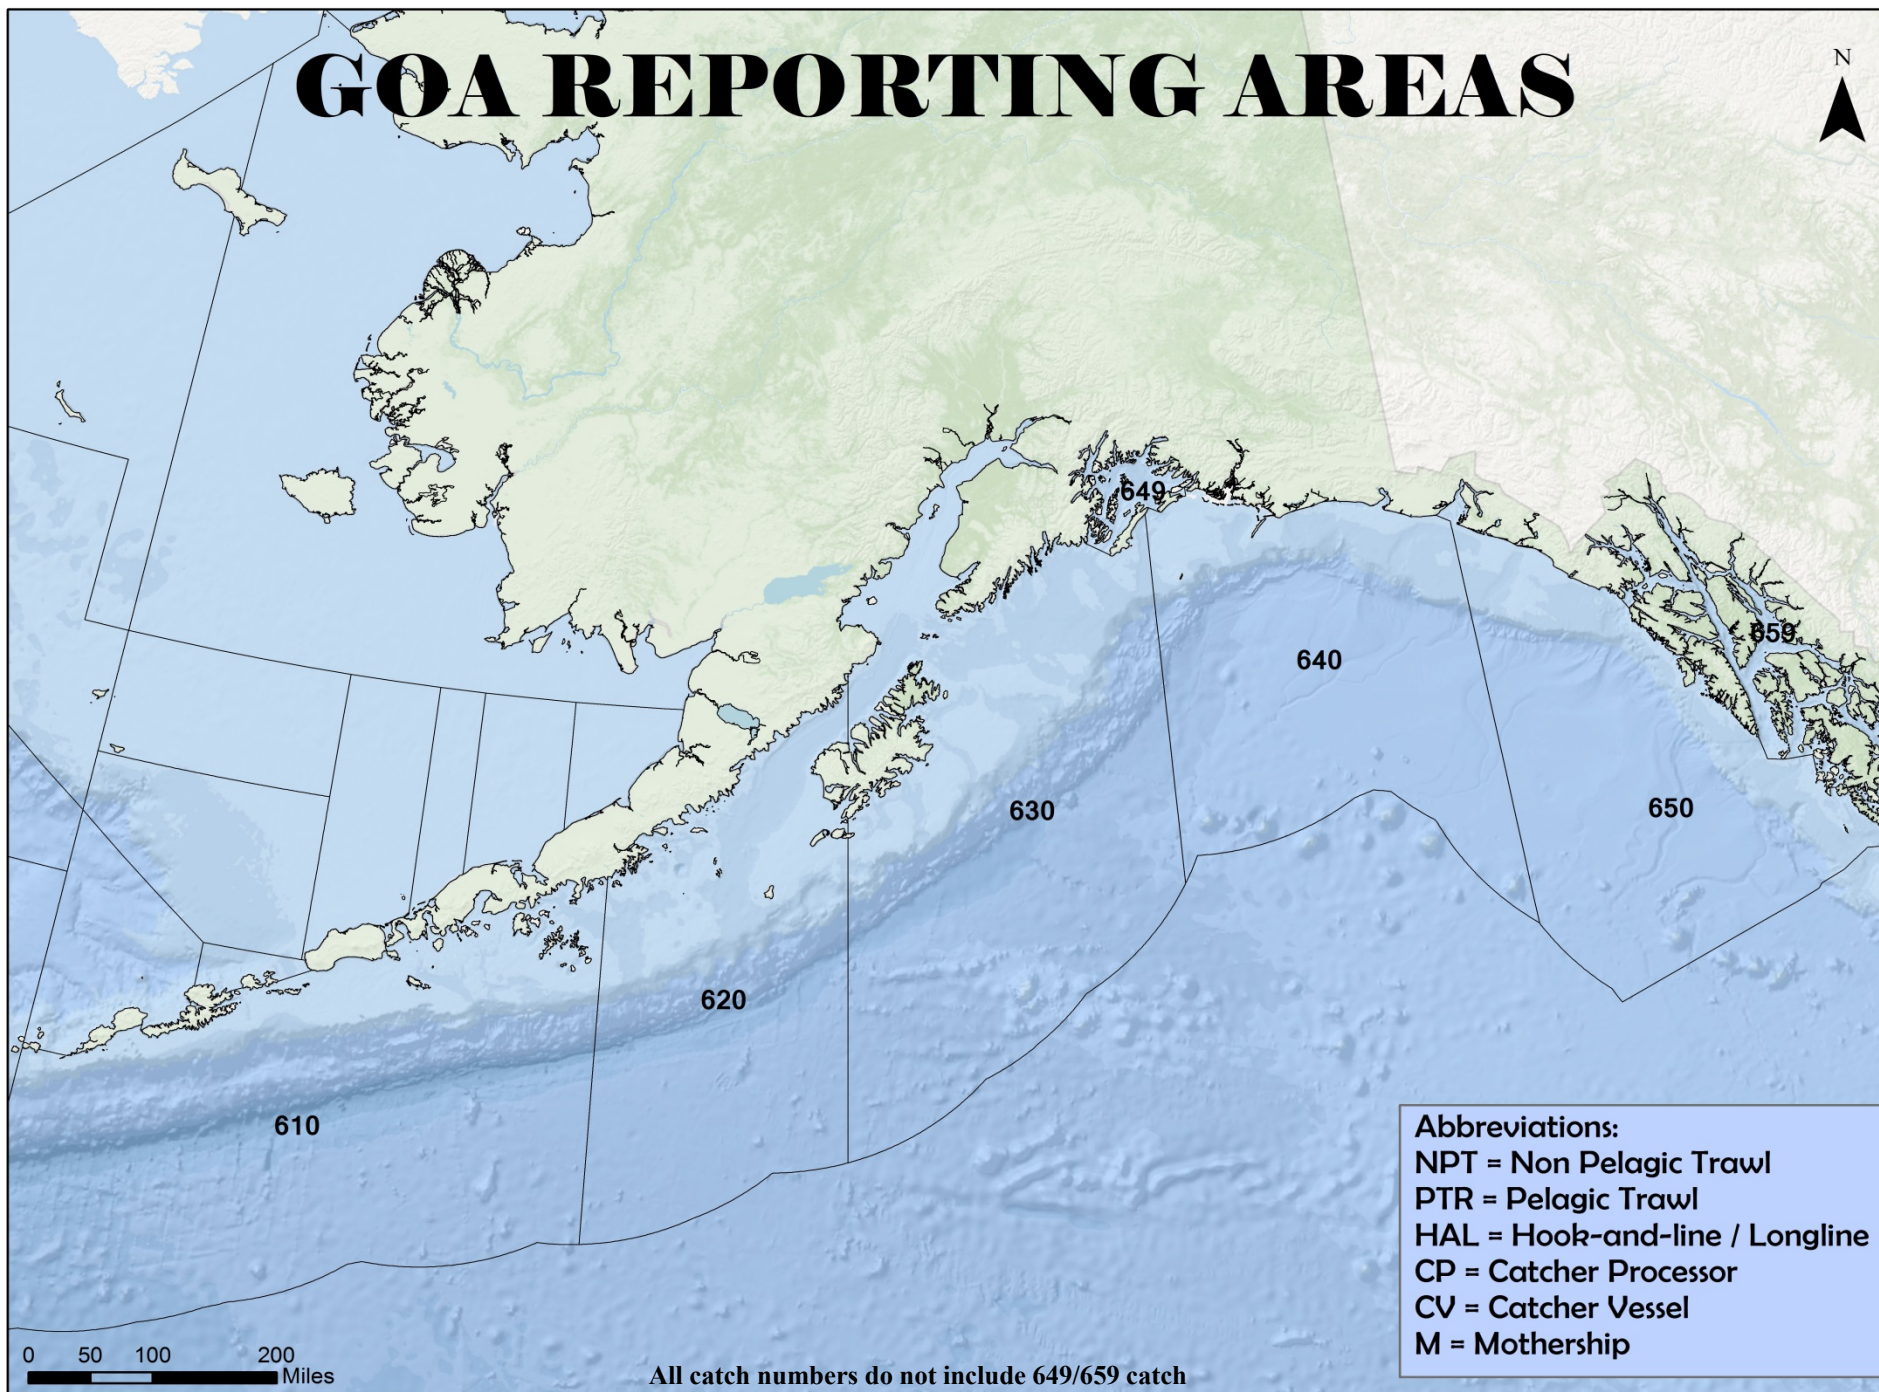 GOA REPORTING AREAS
N
649
659
640
650
630
620
610
Abbreviations:
NPT = Non Pelagic Trawl
PTR = Pelagic Trawl
HAL = Hook-and-line / Longline
CP = Catcher Processor
CV = Catcher Vessel
M = Mothership
0 50 100 200
Miles
All catch numbers do not include 649/659 catch